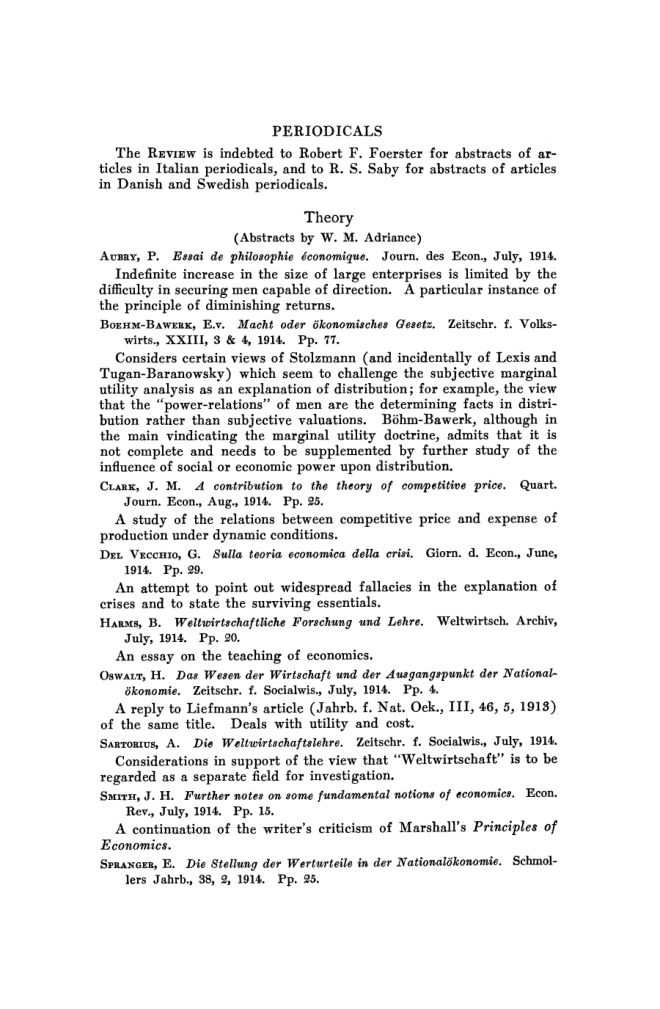 PERIODICALS
The REVIEW is indebted to Robert F. Foerster for abstracts of ar-
ticles in Italian periodicals, and to R. S. Saby for abstracts of articles
in Danish and Swedish periodicals.
Theory
(Abstracts by W. M. Adriance)
AUBRY, P. Essai de philosophie économique. Journ. des Econ., July, 1914.
Indefinite increase in the size of large enterprises is limited by the
difficulty in securing men capable of direction. A particular instance of
the principle of diminishing returns.
BOEHM-BAWERK, E.v. Macht oder ökonomisches Gesetz. Zeitschr. f. Volks-
wirts., XXIII, 3 & 4, 1914. Pp. 77.
Considers certain views of Stolzmann (and incidentally of Lexis and
Tugan-Baranowsky) which seem to challenge the subjective marginal
utility analysis as an explanation of distribution; for example, the view
that the "power-relations" of men are the determining facts in distri-
bution rather than subjective valuations. Böhm-Bawerk, although in
the main vindicating the marginal utility doctrine, admits that it is
not complete and needs to be supplemented by further study of the
influence of social or economic power upon distribution.
CLARK, J. M. A contribution to the theory of competitive price. Quart.
Journ. Econ., Aug., 1914. Pp. 25.
A study of the relations between competitive price and expense of
production under dynamic conditions.
DEL VECCHIO, G. Sulla teoria economica della crisi. Giorn. d. Econ., June,
1914. Pp. 29.
An attempt to point out widespread fallacies in the explanation of
crises and to state the surviving essentials.
HARMS, B. Weltwirtschaftliche Forschung und Lehre. Weltwirtsch. Archiv,
July, 1914. Pp. 20.
An essay on the teaching of economics.
OSWALT, H. Das Wesen der Wirtschaft und der Ausgangspunkt der National-
ökonomie. Zeitschr. f. Socialwis., July, 1914. Pp. 4.
A reply to Liefmann's article (Jahrb. f. Nat. Oek., III, 46, 5, 1913)
of the same title. Deals with utility and cost.
SARTORIUS, A. Die Weltwirtschaftslehre. Zeitschr. f. Socialwis., July, 1914.
Considerations in support of the view that "Weltwirtschaft" is to be
regarded as a separate field for investigation.
SMITH, J. H. Further notes on some fundamental notions of economics. Econ.
Rev., July, 1914. Pp. 15.
A continuation of the writer's criticism of Marshall's Principles of
Economics.
SPRANGER, E. Die Stellung der Werturteile in der Nationalökonomie. Schmol-
lers Jahrb., 38, 2, 1914. Pp. 25.